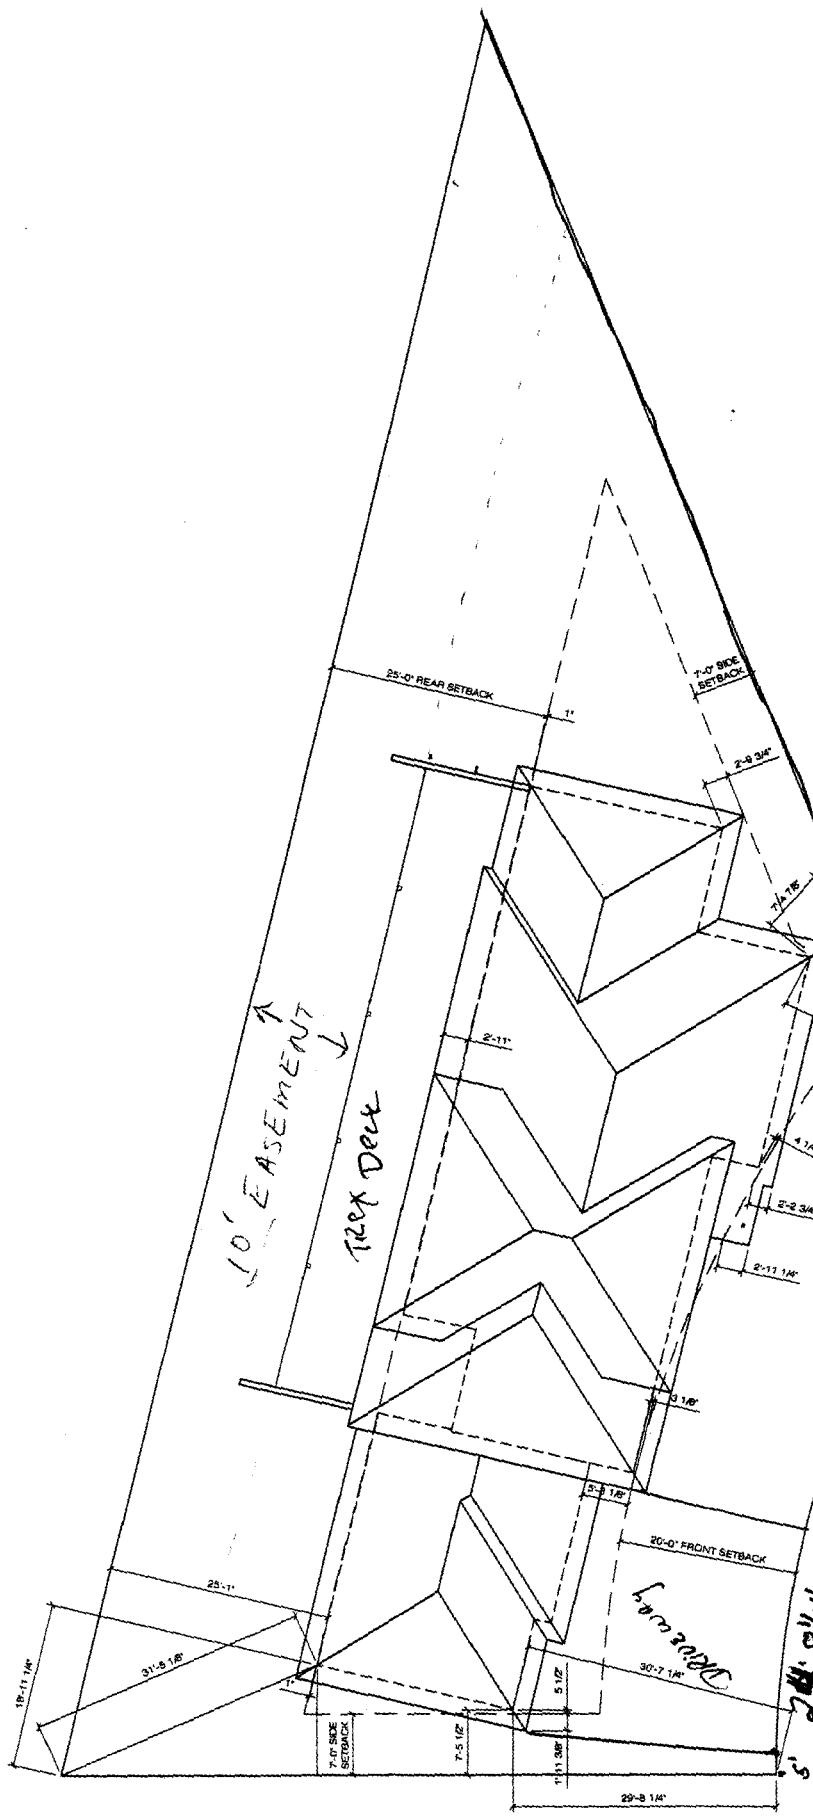 25'-0" REAR SETBACK
1"
7'-0" SIDE
SETBACK
2'-9 3/4"
7'-4 7/8"
10' EASEMENT
2'-11"
TREX Deck
4 1/4
2'-2 3/4"
2'-11 1/4"
3 1/8"
5'-3 1/8"
20'-0" FRONT SETBACK
25'-1"
DRIVEWAY
18'-11 1/4"
31'-8 1/8"
30'-7 1/4"
1"
5 1/2"
7'-0" SIDE
SETBACK
7'-5 1/2"
1'-11 3/8"
5'
29'-8 1/4"